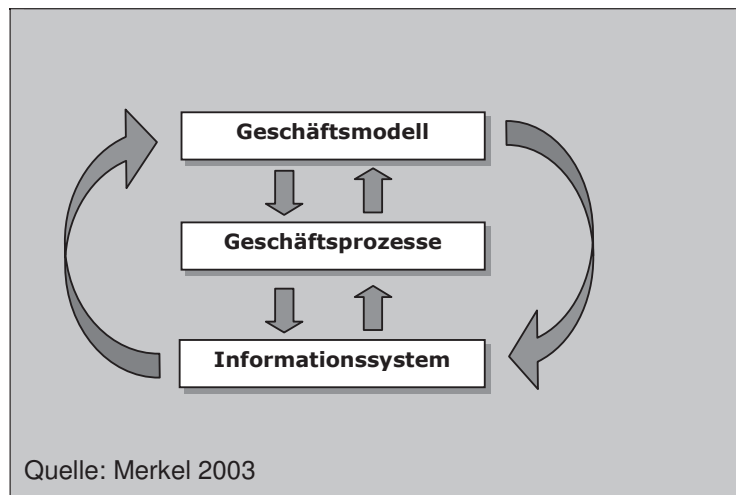 Geschäftsmodell
Geschäftsprozesse
Informationssystem
Quelle: Merkel 2003